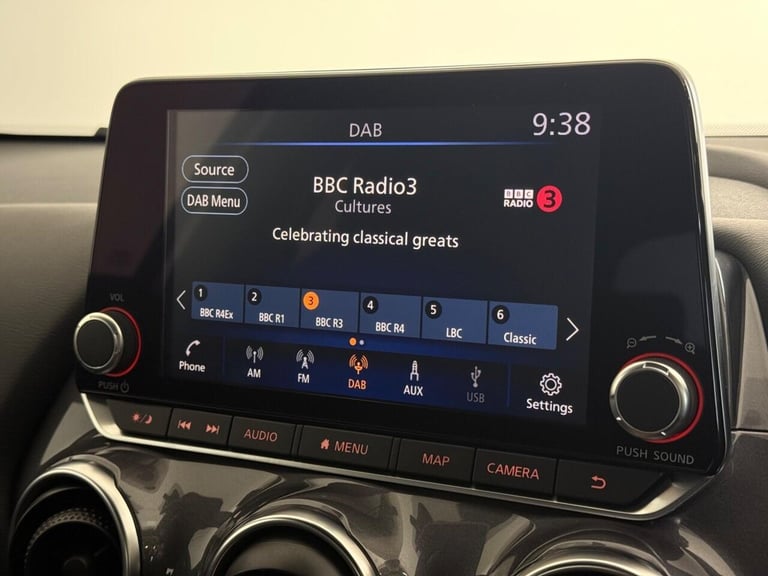 DAB
9:38
Source
DAB Menu
BBC Radio3
Cultures
Celebrating classical greats
BBC
RADIO 3
1 BBC R4Ex
2 BBC R1
3 BBC R3
4 BBC R4
5 LBC
6 Classic
Phone
AM
FM
DAB
AUX
USB
Settings
VOL
PUSH
PUSH SOUND
AUDIO
MENU
MAP
CAMERA